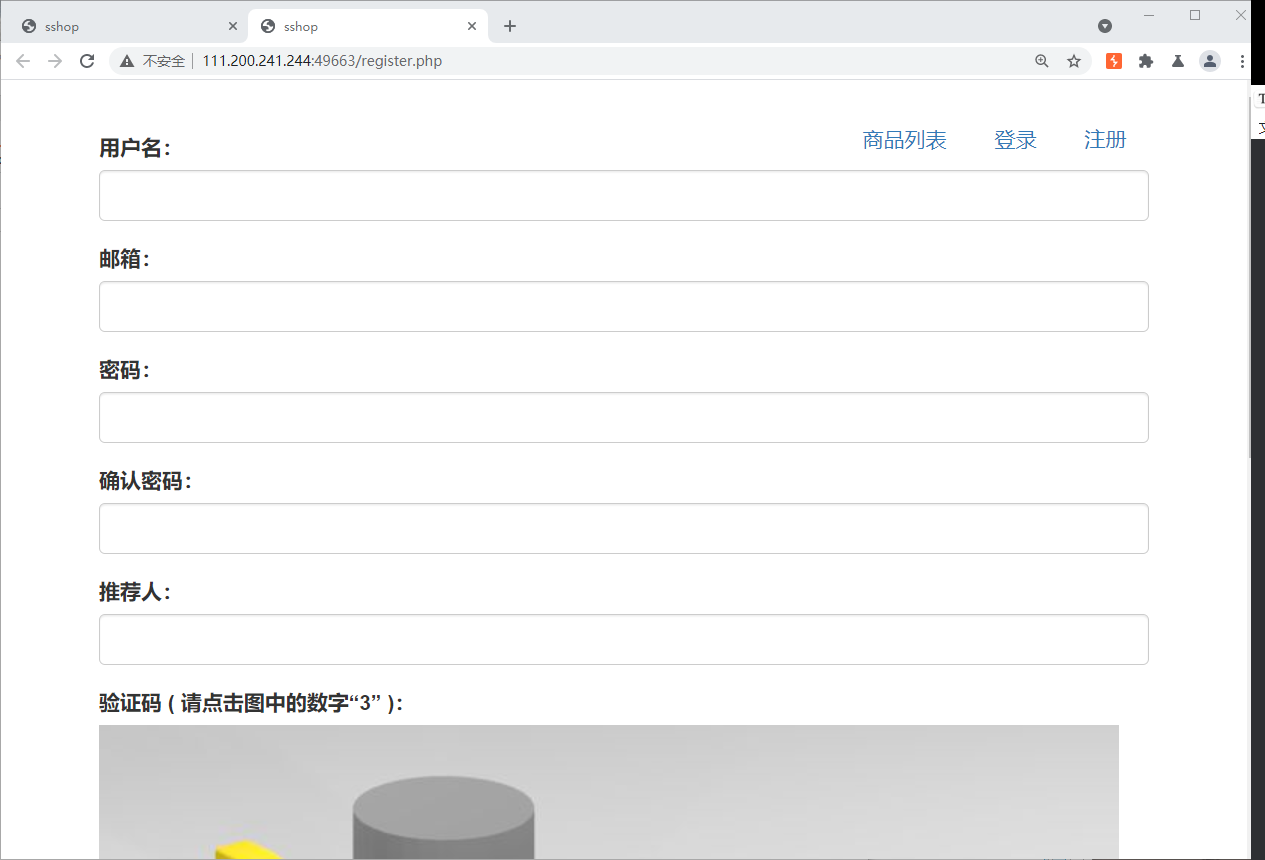 sshop
sshop
不安全 | 111.200.241.244:49663/register.php
商品列表 登录 注册
用户名：
邮箱：
密码：
确认密码：
推荐人：
验证码 ( 请点击图中的数字“3” )：